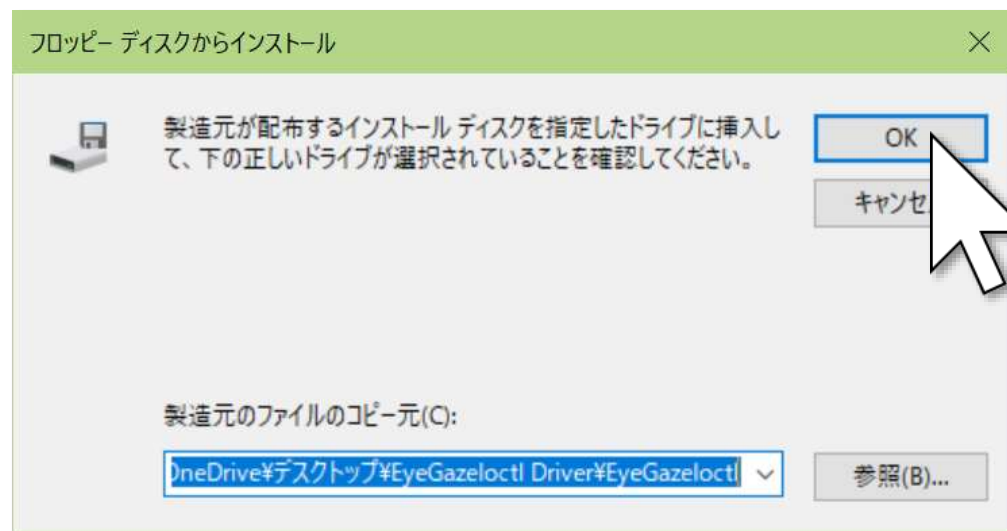 フロッピー ディスクからインストール
製造元が配布するインストール ディスクを指定したドライブに挿入し
て、下の正しいドライブが選択されていることを確認してください。
OK
キャンセ
製造元のファイルのコピー元(C):
OneDrive¥デスクトップ¥EyeGazeIoctl Driver¥EyeGazeIoctl
参照(B)...